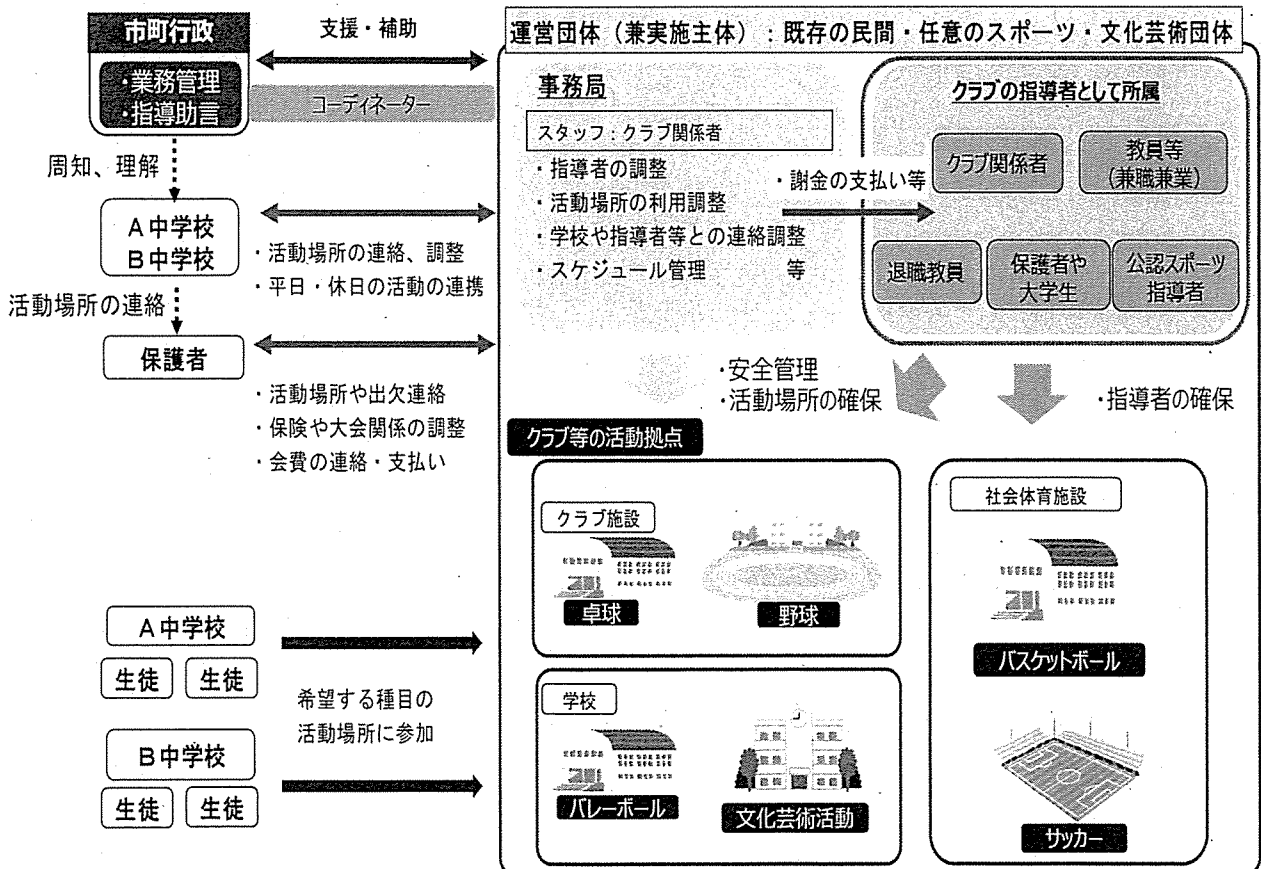 市町行政
・業務管理
・指導助言
支援・補助
コーディネーター
周知、理解
A中学校
B中学校
・活動場所の連絡、調整
・平日・休日の活動の連携
活動場所の連絡
保護者
・活動場所や出欠連絡
・保険や大会関係の調整
・会費の連絡・支払い
運営団体（兼実施主体）：既存の民間・任意のスポーツ・文化芸術団体
事務局
スタッフ：クラブ関係者
・指導者の調整
・活動場所の利用調整
・学校や指導者等との連絡調整
・スケジュール管理 等
・謝金の支払い等
クラブの指導者として所属
クラブ関係者
教員等
（兼職兼業）
退職教員
保護者や
大学生
公認スポーツ
指導者
・安全管理
・活動場所の確保
・指導者の確保
クラブ等の活動拠点
クラブ施設
卓球
野球
社会体育施設
バスケットボール
サッカー
学校
バレーボール
文化芸術活動
A中学校
生徒 生徒
希望する種目の
活動場所に参加
B中学校
生徒 生徒